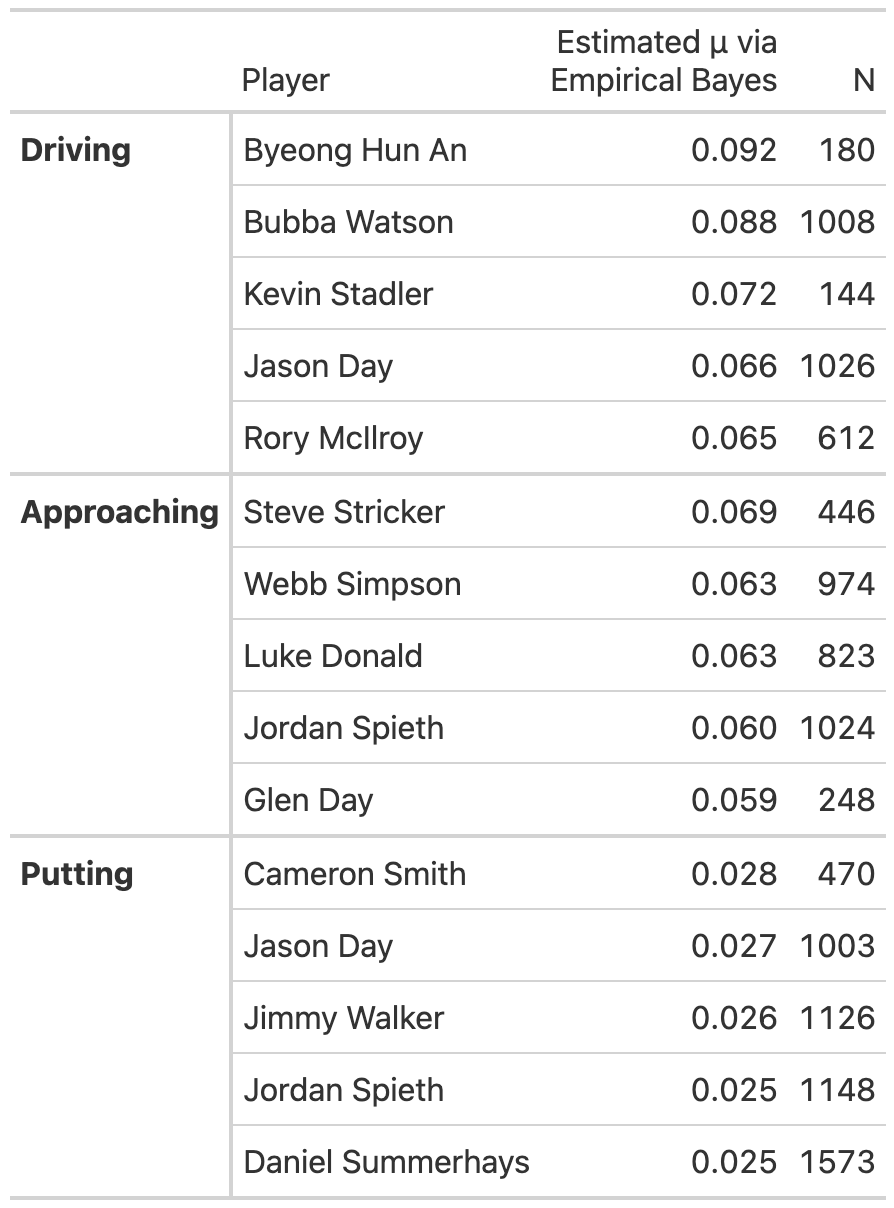 Player Estimated μ via Empirical Bayes N
Driving Byeong Hun An 0.092 180
Bubba Watson 0.088 1008
Kevin Stadler 0.072 144
Jason Day 0.066 1026
Rory McIlroy 0.065 612
Approaching Steve Stricker 0.069 446
Webb Simpson 0.063 974
Luke Donald 0.063 823
Jordan Spieth 0.060 1024
Glen Day 0.059 248
Putting Cameron Smith 0.028 470
Jason Day 0.027 1003
Jimmy Walker 0.026 1126
Jordan Spieth 0.025 1148
Daniel Summerhays 0.025 1573